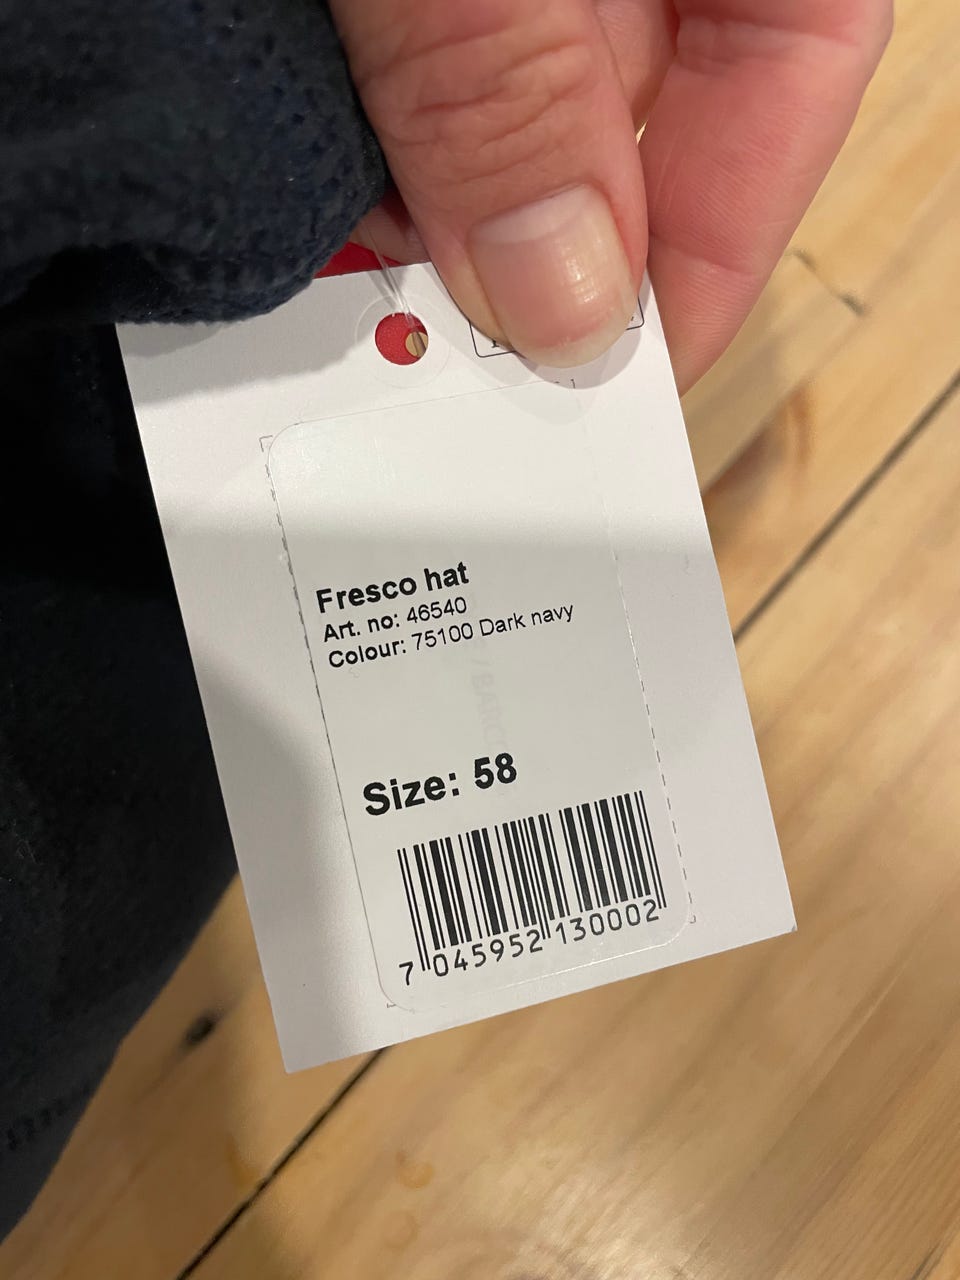 Fresco hat
Art. no: 46540
Colour: 75100 Dark navy
Size: 58
7 045952 130002